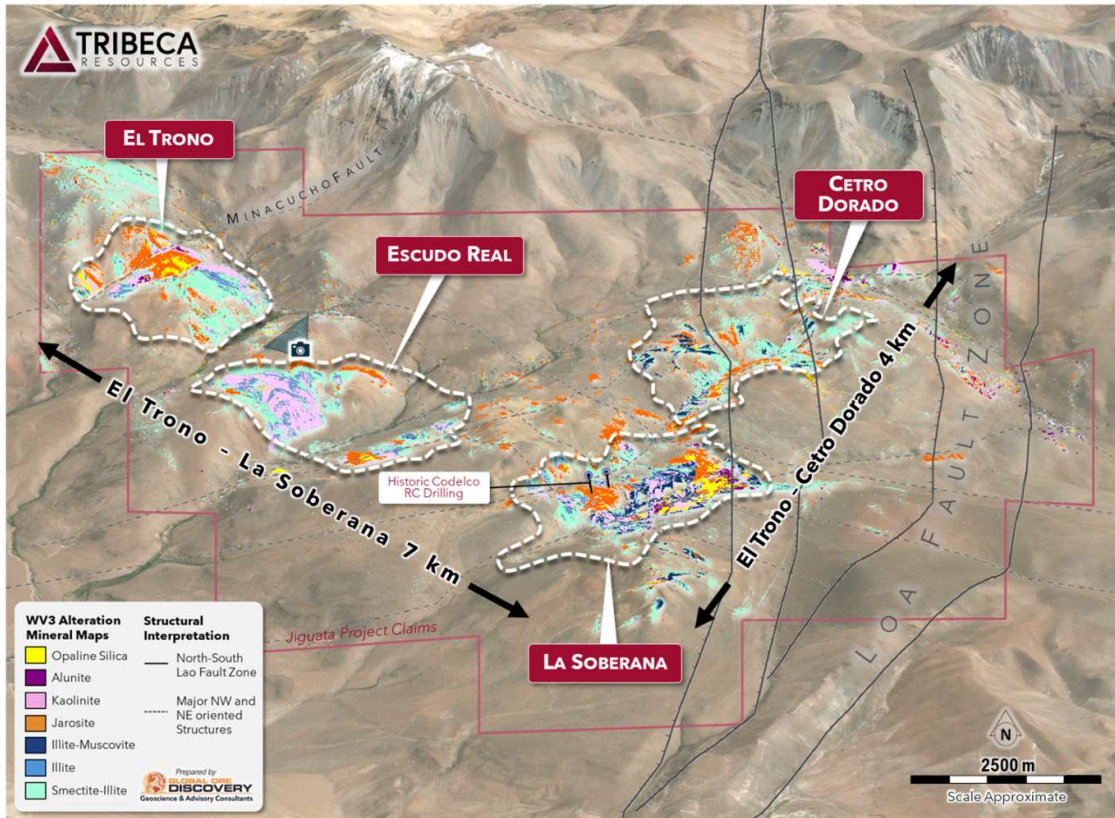 TRIBECA
RESOURCES
EL TRONO
MINACUCHO FAULT
CETRO
DORADO
ESCUDO REAL
El Trono - La Soberana 7 km
Historic Codelco
RC Drilling
El Trono - Cetro Dorado 4 km
LOA FAULT ZONE
LA SOBERANA
Jiguata Project Claims
WV3 Alteration
Mineral Maps
Opaline Silica
Alunite
Kaolinite
Jarosite
Illite-Muscovite
Illite
Smectite-Illite
Structural
Interpretation
North-South
Lao Fault Zone
Major NW and
NE oriented
Structures
Prepared by
GLOBAL ORE
DISCOVERY
Geoscience & Advisory Consultants
N
2500 m
Scale Approximate